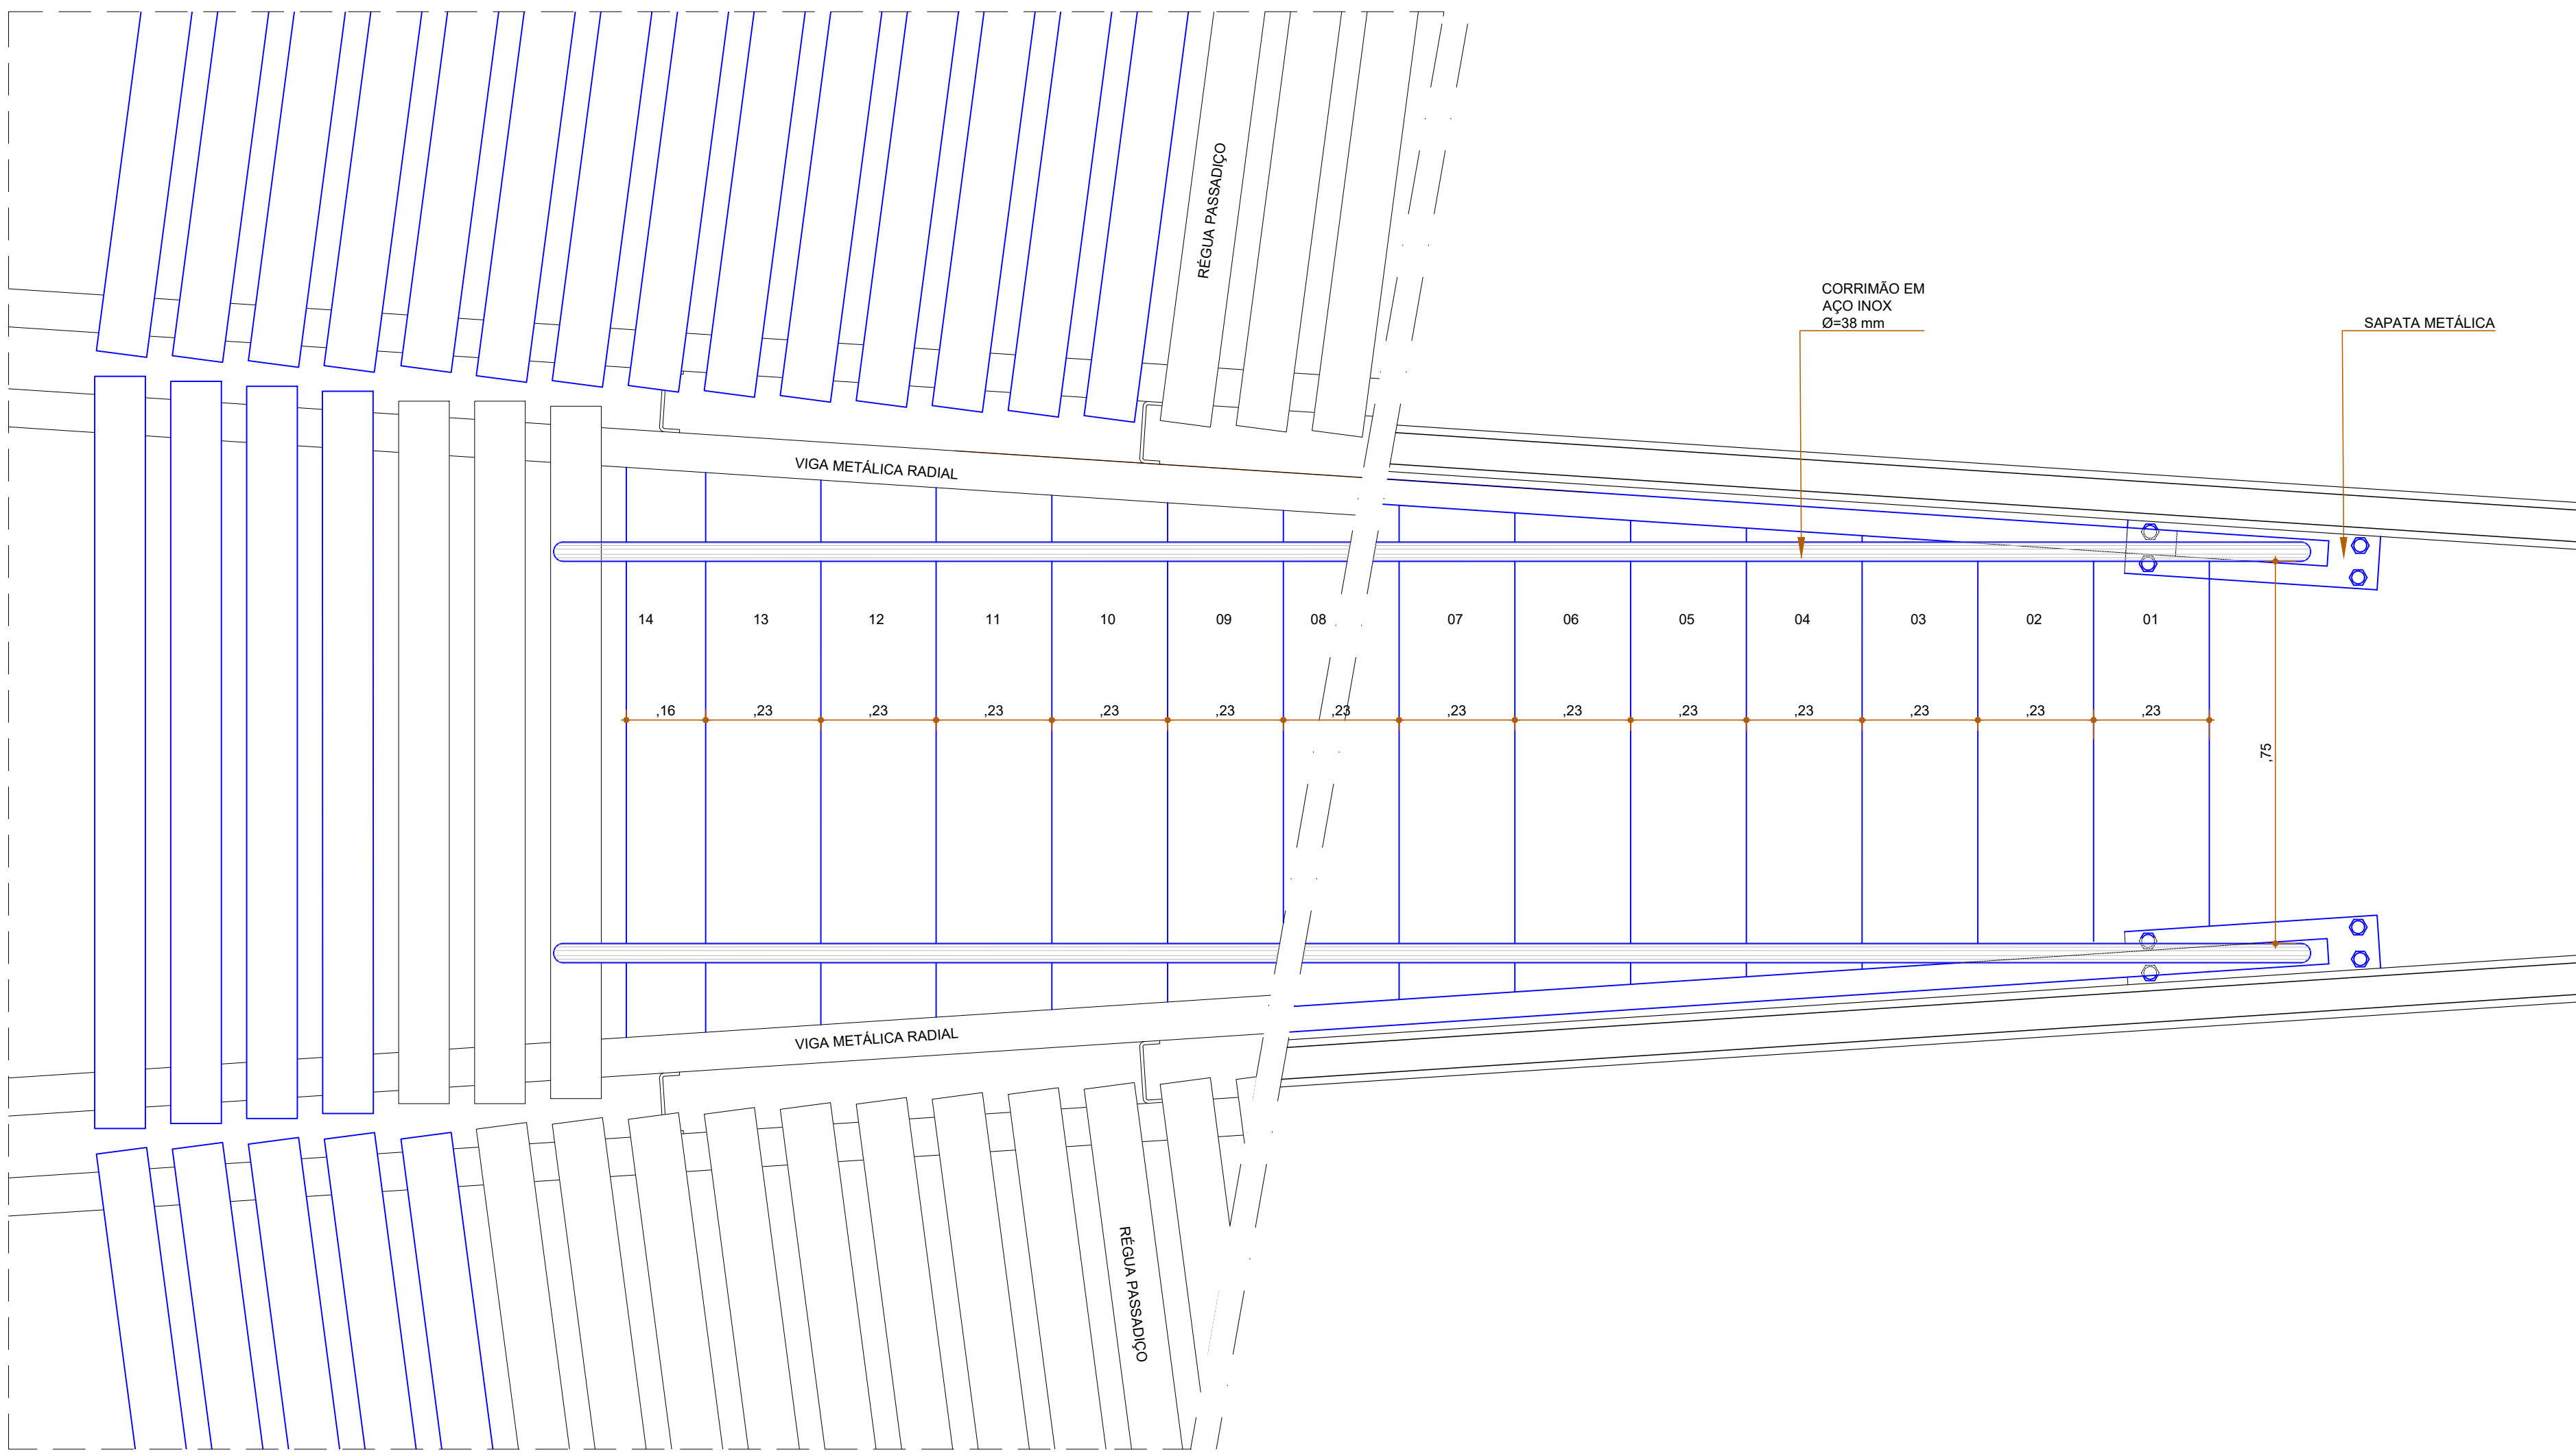 RÉGUA PASSADIÇO
CORRIMÃO EM
AÇO INOX
Ø=38 mm
SAPATA METÁLICA
VIGA METÁLICA RADIAL
14 13 12 11 10 09 08 07 06 05 04 03 02 01
,16 ,23 ,23 ,23 ,23 ,23 ,23 ,23 ,23 ,23 ,23 ,23 ,23 ,23
,75
VIGA METÁLICA RADIAL
RÉGUA PASSADIÇO